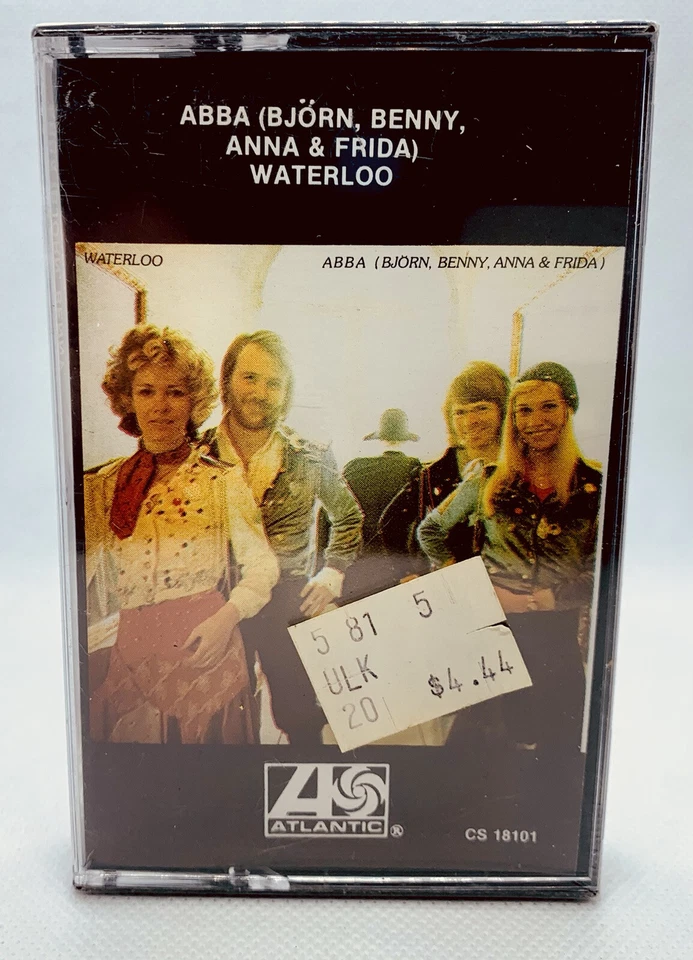 ABBA (BJÖRN, BENNY,
ANNA & FRIDA)
WATERLOO
WATERLOO
ABBA (BJÖRN, BENNY, ANNA & FRIDA)
5 81 5
ULK
$4.44
20
ATLANTIC ®
CS 18101